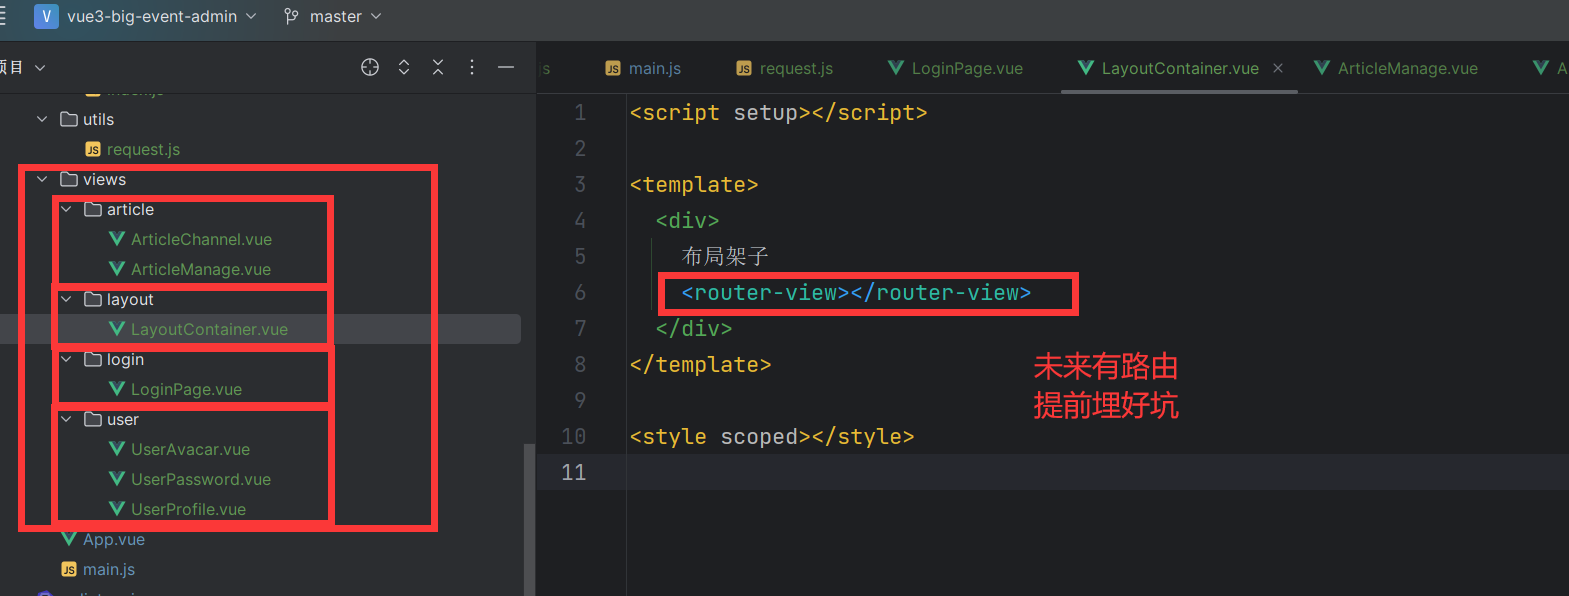 V vue3-big-event-admin master
项目
js main.js request.js LoginPage.vue LayoutContainer.vue ArticleManage.vue A
index.js
utils
request.js
views
article
ArticleChannel.vue
ArticleManage.vue
layout
LayoutContainer.vue
login
LoginPage.vue
user
UserAvacar.vue
UserPassword.vue
UserProfile.vue
App.vue
main.js
1 <script setup></script>
2
3 <template>
4 <div>
5 布局架子
6 <router-view></router-view>
7 </div>
8 </template>
9
10 <style scoped></style>
11
未来有路由
提前埋好坑